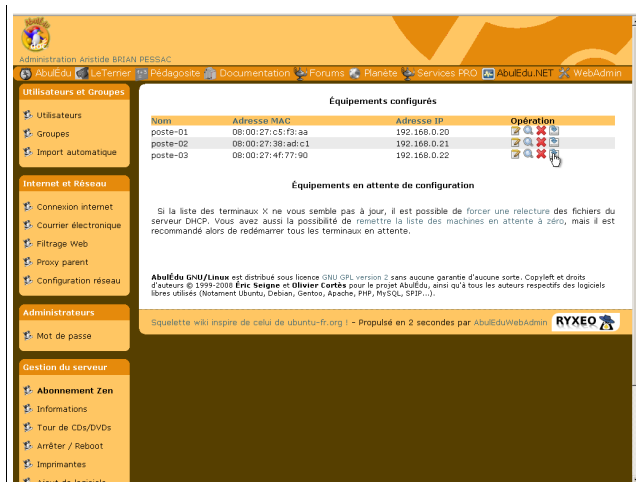 AbulÉdu
Administration Aristide BRIAN PESSAC
AbulÉdu LeTerrier Pédagosite Documentation Forums Planète Services PRO AbulEdu.NET WebAdmin
Utilisateurs et Groupes
Utilisateurs
Groupes
Import automatique
Internet et Réseau
Connexion internet
Courrier électronique
Filtrage Web
Proxy parent
Configuration réseau
Administrateurs
Mot de passe
Gestion du serveur
Abonnement Zen
Informations
Tour de CDs/DVDs
Arrêter / Reboot
Imprimantes
Ajout de logiciels
Équipements configurés
Nom Adresse MAC Adresse IP Opération
poste-01 08:00:27:c5:f3:aa 192.168.0.20
poste-02 08:00:27:38:ad:c1 192.168.0.21
poste-03 08:00:27:4f:77:90 192.168.0.22
Équipements en attente de configuration
Si la liste des terminaux X ne vous semble pas à jour, il est possible de forcer une relecture des fichiers du
serveur DHCP. Vous avez aussi la possibilité de remettre la liste des machines en attente à zéro, mais il est
recommandé alors de redémarrer tous les terminaux en attente.
AbulÉdu GNU/Linux est distribué sous licence GNU GPL version 2 sans aucune garantie d'aucune sorte. Copyleft et droits
d'auteurs © 1999-2008 Éric Seigne et Olivier Cortès pour le projet AbulÉdu, ainsi qu'à tous les auteurs respectifs des logiciels
libres utilisés (Notament Ubuntu, Debian, Gentoo, Apache, PHP, MySQL, SPIP...).
Squelette wiki inspire de celui de ubuntu-fr.org ! - Propulsé en 2 secondes par AbulEduWebAdmin RYXEO